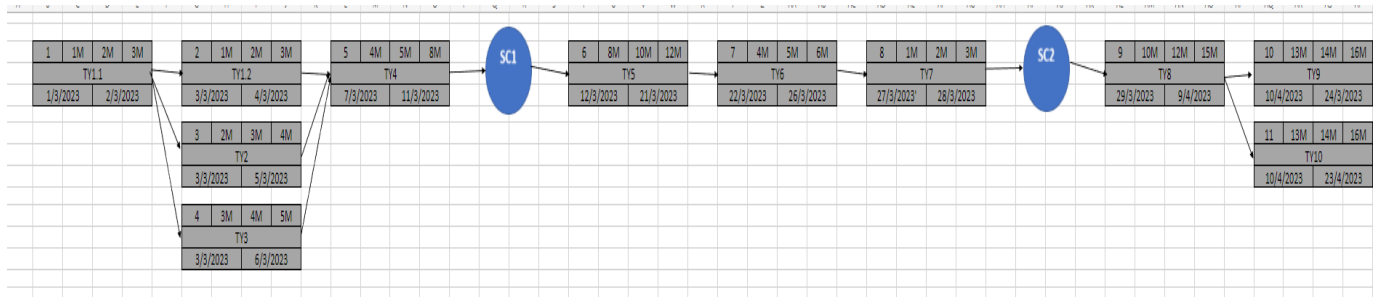 1 1M 2M 3M
TY1.1
1/3/2023 2/3/2023
2 1M 2M 3M
TY1.2
3/3/2023 4/3/2023
3 2M 3M 4M
TY2
3/3/2023 5/3/2023
4 3M 4M 5M
TY3
3/3/2023 6/3/2023
5 4M 5M 8M
TY4
7/3/2023 11/3/2023
SC1
6 8M 10M 12M
TY5
12/3/2023 21/3/2023
7 4M 5M 6M
TY6
22/3/2023 26/3/2023
8 1M 2M 3M
TY7
27/3/2023' 28/3/2023
SC2
9 10M 12M 15M
TY8
29/3/2023 9/4/2023
10 13M 14M 16M
TY9
10/4/2023 24/3/2023
11 13M 14M 16M
TY10
10/4/2023 23/4/2023